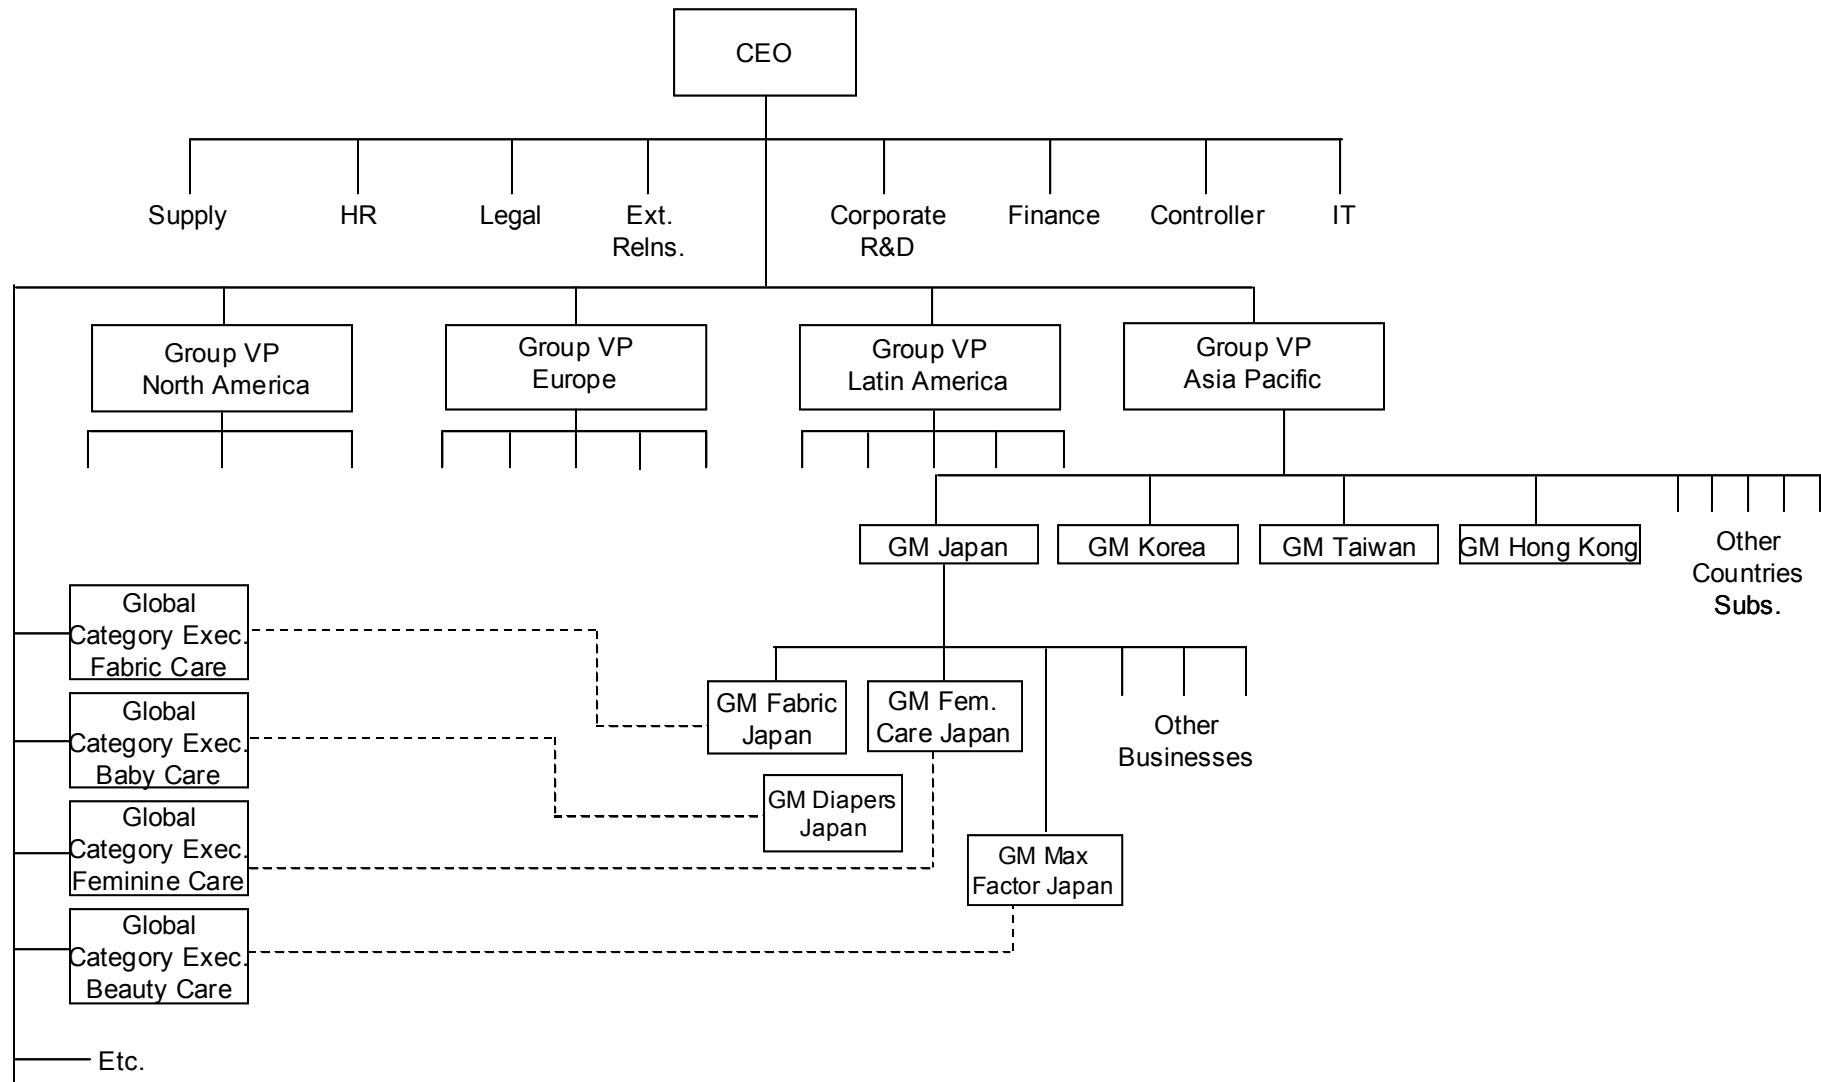 CEO
Supply
HR
Legal
Ext.
Relns.
Corporate
R&D
Finance
Controller
IT
Group VP
North America
Group VP
Europe
Group VP
Latin America
Group VP
Asia Pacific
GM Japan
GM Korea
GM Taiwan
GM Hong Kong
Other
Countries
Subs.
Global
Category Exec.
Fabric Care
Global
Category Exec.
Baby Care
Global
Category Exec.
Feminine Care
Global
Category Exec.
Beauty Care
Etc.
GM Fabric
Japan
GM Fem.
Care Japan
Other
Businesses
GM Diapers
Japan
GM Max
Factor Japan